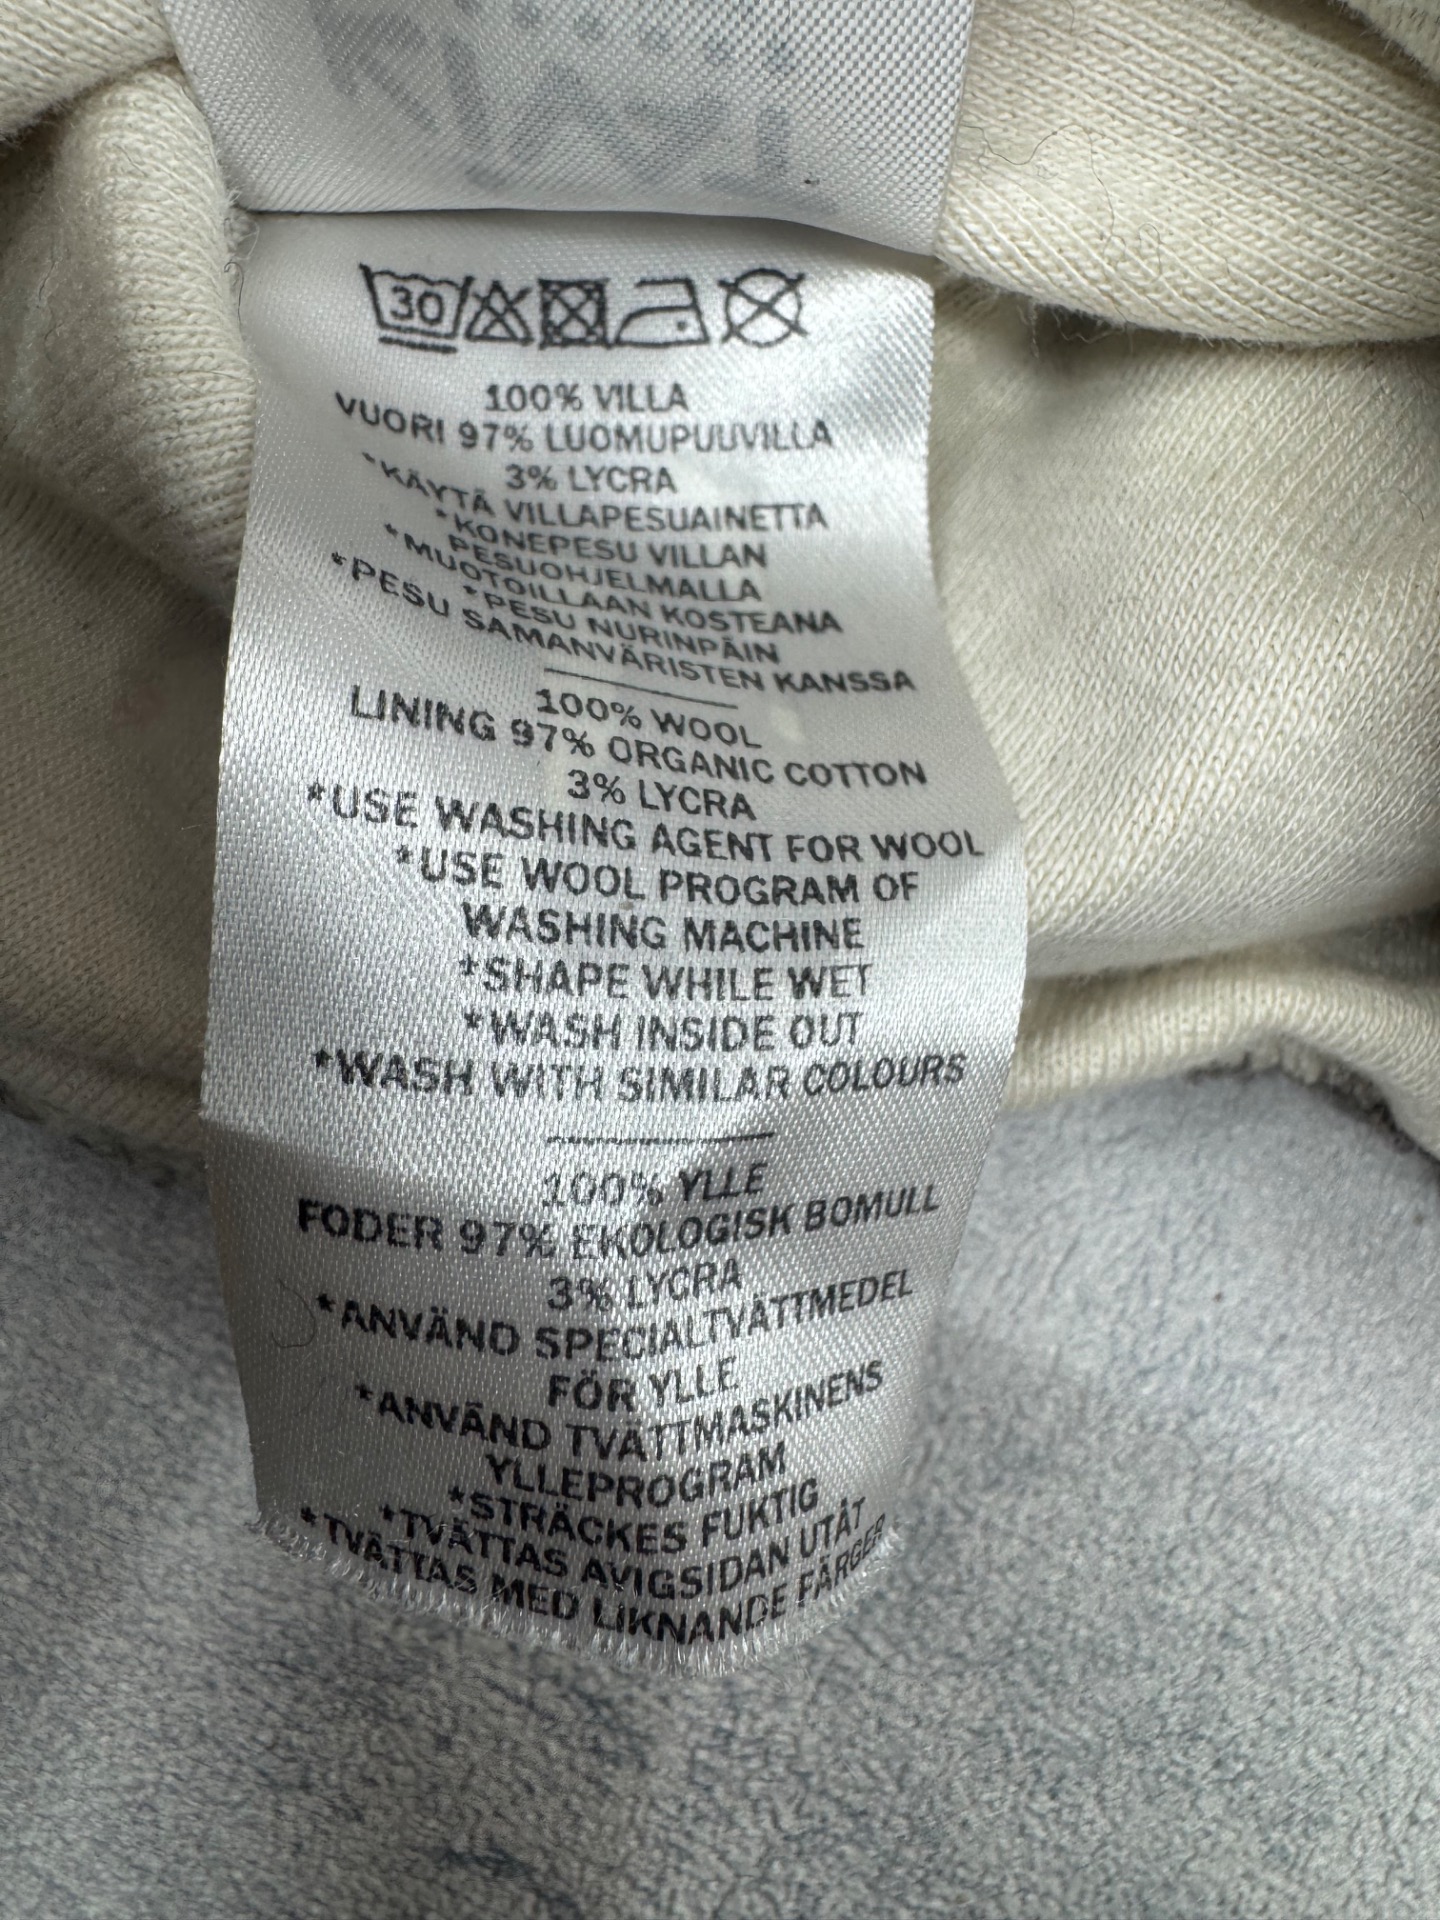 30
100% VILLA
VUORI 97% LUOMUPUUVILLA
3% LYCRA
*KÄYTÄ VILLAPESUAINETTA
*KONEPESU VILLAN
PESUOHJELMALLA
*MUOTOILLAAN KOSTEANA
*PESU NURINPÄIN
*PESU SAMANVÄRISTEN KANSSA
100% WOOL
LINING 97% ORGANIC COTTON
3% LYCRA
*USE WASHING AGENT FOR WOOL
*USE WOOL PROGRAM OF
WASHING MACHINE
*SHAPE WHILE WET
*WASH INSIDE OUT
*WASH WITH SIMILAR COLOURS
100% YLLE
FODER 97% EKOLOGISK BOMULL
3% LYCRA
*ANVÄND SPECIALTVÄTTMEDEL
FÖR YLLE
*ANVÄND TVÄTTMASKINENS
YLLEPROGRAM
*STRÄCKES FUKTIG
*TVÄTTAS AVIGSIDAN UTÅT
*TVÄTTAS MED LIKNANDE FÄRGER